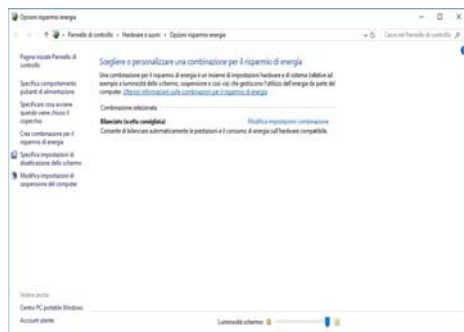 Opzioni risparmio energia
Pannello di controllo > Hardware e suoni > Opzioni risparmio energia
Cerca nel Pannello di controllo
Pagina iniziale Pannello di controllo
Specifica comportamento pulsanti di alimentazione
Specificare cosa avviene quando viene chiuso il coperchio
Crea combinazione per il risparmio di energia
Specifica impostazioni di disattivazione dello schermo
Modifica impostazioni di sospensione del computer
Scegliere o personalizzare una combinazione per il risparmio di energia
Una combinazione per il risparmio di energia è un insieme di impostazioni hardware e di sistema (relative ad
esempio a luminosità dello schermo, sospensione e così via) che gestiscono l'utilizzo dell'energia da parte del
computer. Ulteriori informazioni sulle combinazioni per il risparmio di energia
Combinazione selezionata
Bilanciato (scelta consigliata) Modifica impostazioni combinazione
Consente di bilanciare automaticamente le prestazioni e il consumo di energia sull'hardware compatibile.
Vedere anche
Centro PC portatile Windows
Account utente
Luminosità schermo: